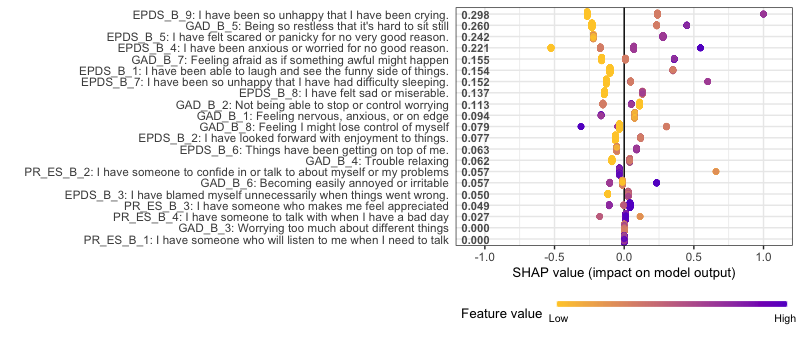 EPDS_B_9: I have been so unhappy that I have been crying. 0.298
GAD_B_5: Being so restless that it's hard to sit still 0.260
EPDS_B_5: I have felt scared or panicky for no very good reason. 0.242
EPDS_B_4: I have been anxious or worried for no good reason. 0.221
GAD_B_7: Feeling afraid as if something awful might happen 0.155
EPDS_B_1: I have been able to laugh and see the funny side of things. 0.154
EPDS_B_7: I have been so unhappy that I have had difficulty sleeping. 0.152
EPDS_B_8: I have felt sad or miserable. 0.137
GAD_B_2: Not being able to stop or control worrying 0.113
GAD_B_1: Feeling nervous, anxious, or on edge 0.094
GAD_B_8: Feeling I might lose control of myself 0.079
EPDS_B_2: I have looked forward with enjoyment to things. 0.077
EPDS_B_6: Things have been getting on top of me. 0.063
GAD_B_4: Trouble relaxing 0.062
PR_ES_B_2: I have someone to confide in or talk to about myself or my problems 0.057
GAD_B_6: Becoming easily annoyed or irritable 0.057
EPDS_B_3: I have blamed myself unnecessarily when things went wrong. 0.050
PR_ES_B_3: I have someone who makes me feel appreciated 0.049
PR_ES_B_4: I have someone to talk with when I have a bad day 0.027
GAD_B_3: Worrying too much about different things 0.000
PR_ES_B_1: I have someone who will listen to me when I need to talk 0.000
-1.0 -0.5 0.0 0.5 1.0
SHAP value (impact on model output)
Feature value Low High